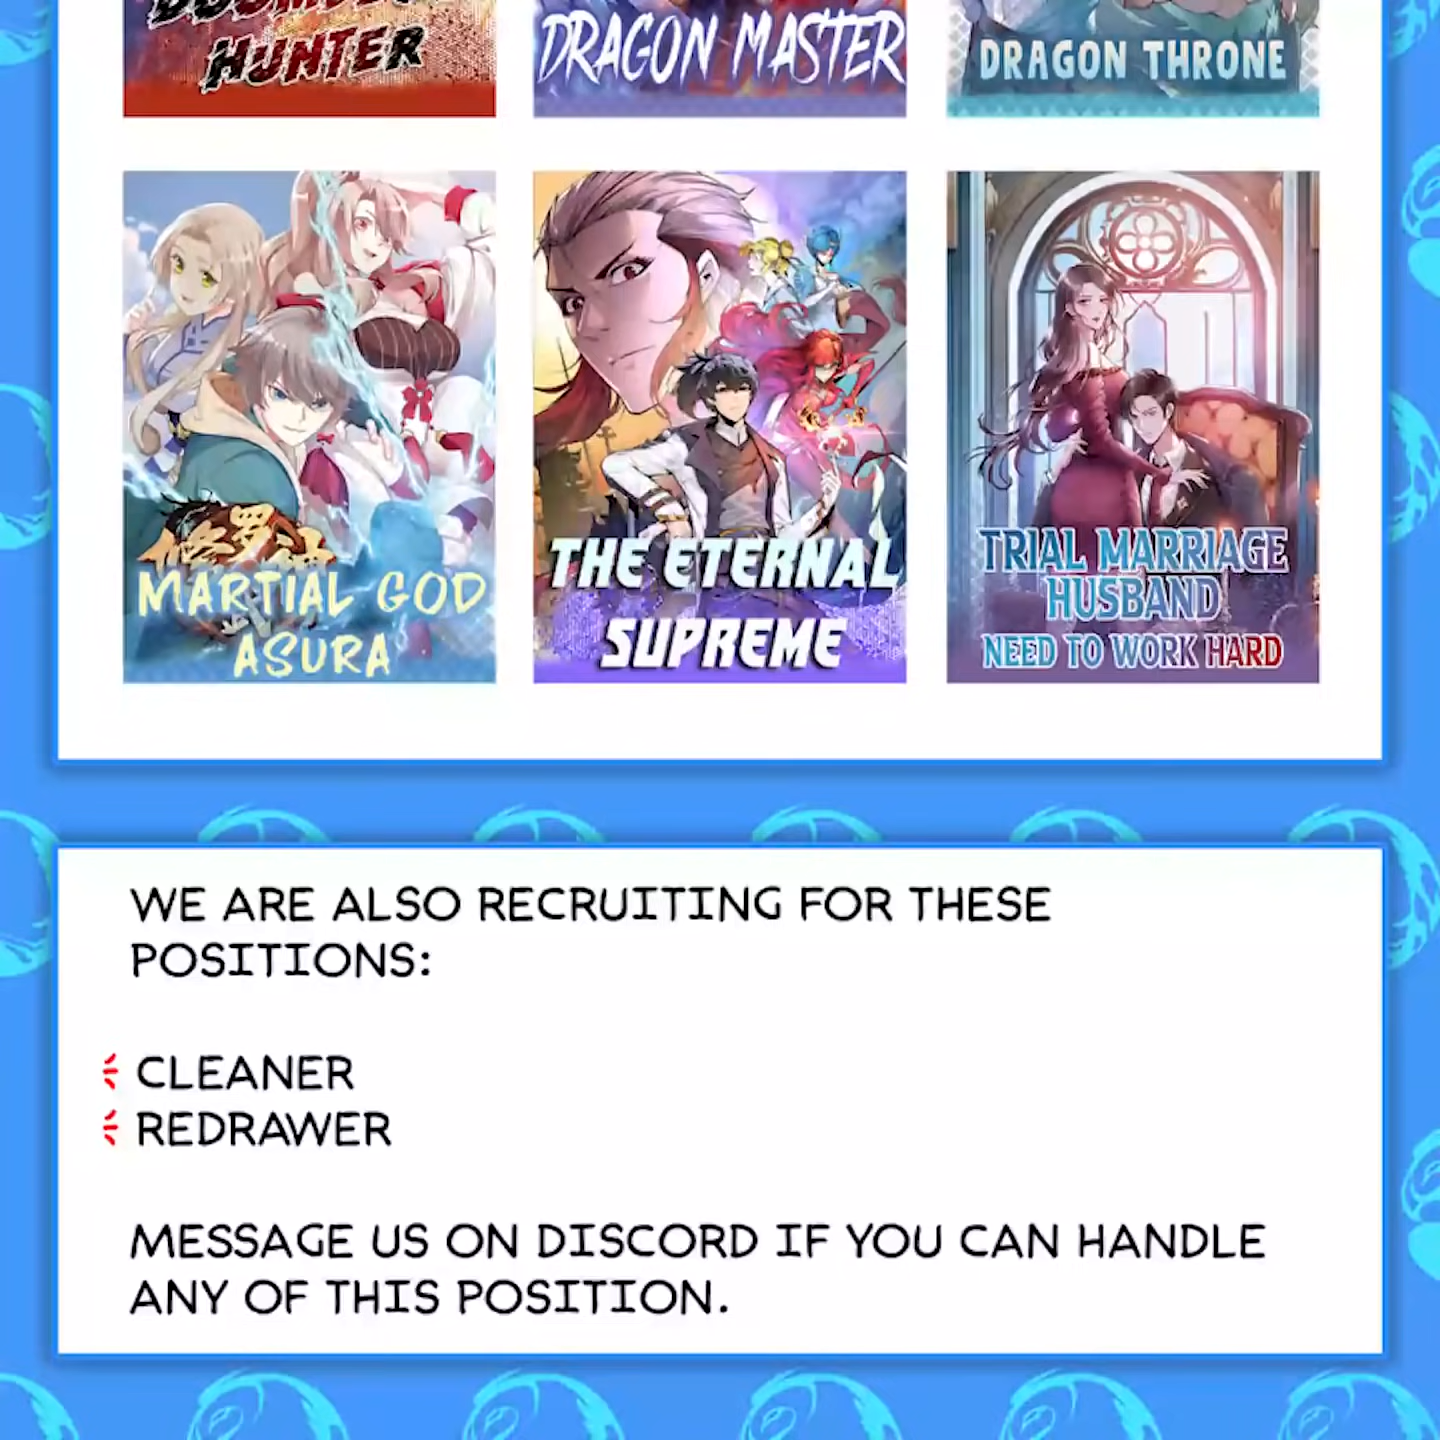 HUNTER
DRAGON MASTER
DRAGON THRONE
修罗
MARTIAL GOD
ASURA
THE ETERNAL
SUPREME
TRIAL MARRIAGE
HUSBAND
NEED TO WORK HARD
WE ARE ALSO RECRUITING FOR THESE
POSITIONS:
CLEANER
REDRAWER
MESSAGE US ON DISCORD IF YOU CAN HANDLE
ANY OF THIS POSITION.